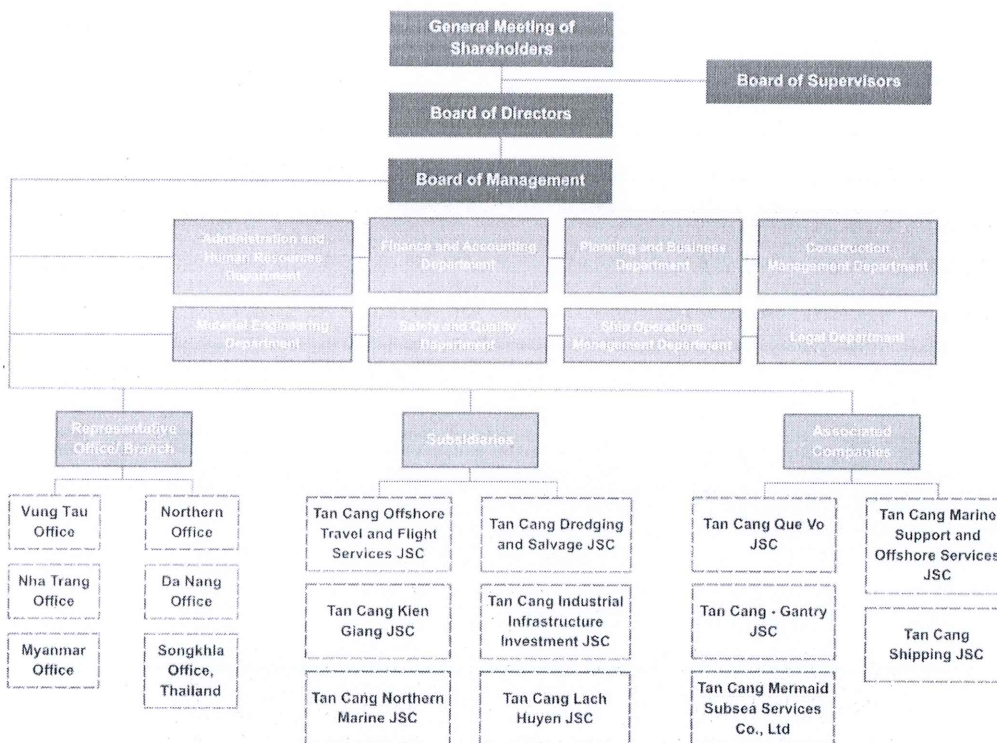 General Meeting of
Shareholders
Board of Supervisors
Board of Directors
Board of Management
Administration and
Human Resources
Department
Finance and Accounting
Department
Planning and Business
Department
Construction
Management Department
Material Engineering
Department
Safety and Quality
Department
Ship Operations
Management Department
Legal Department
Representative
Office/ Branch
Subsidiaries
Associated
Companies
Vung Tau
Office
Northern
Office
Nha Trang
Office
Da Nang
Office
Myanmar
Office
Songkhla
Office,
Thailand
Tan Cang Offshore
Travel and Flight
Services JSC
Tan Cang Dredging
and Salvage JSC
Tan Cang Kien
Giang JSC
Tan Cang Industrial
Infrastructure
Investment JSC
Tan Cang Northern
Marine JSC
Tan Cang Lach
Huyen JSC
Tan Cang Que Vo
JSC
Tan Cang Marine
Support and
Offshore Services
JSC
Tan Cang - Gantry
JSC
Tan Cang
Shipping JSC
Tan Cang Mermaid
Subsea Services
Co., Ltd